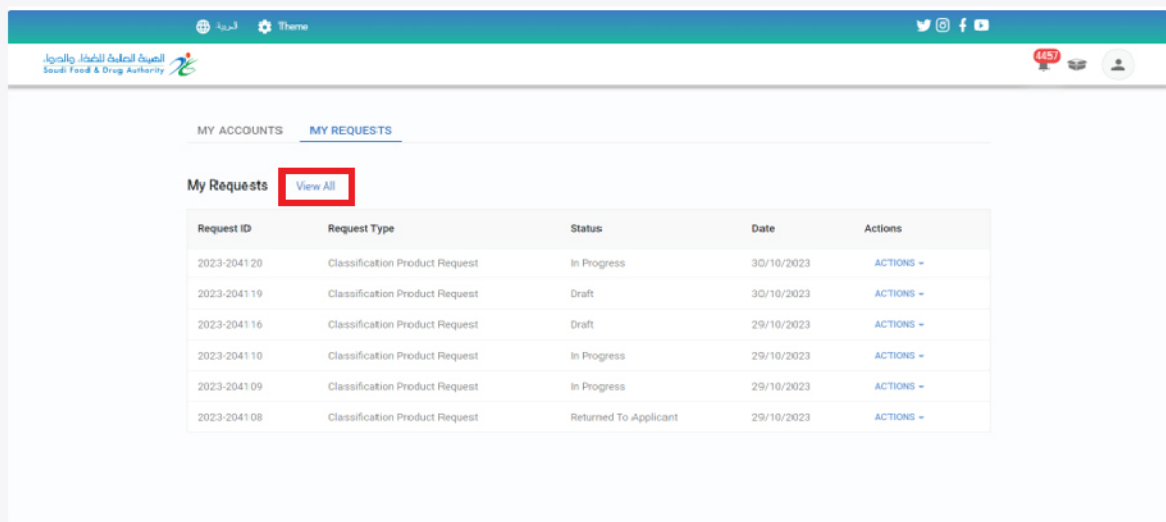 العربية Theme
الهيئة العامة للغذاء والدواء
Saudi Food & Drug Authority
4457
MY ACCOUNTS MY REQUESTS
My Requests View All
Request ID Request Type Status Date Actions
2023-204120 Classification Product Request In Progress 30/10/2023 ACTIONS
2023-204119 Classification Product Request Draft 30/10/2023 ACTIONS
2023-204116 Classification Product Request Draft 29/10/2023 ACTIONS
2023-204110 Classification Product Request In Progress 29/10/2023 ACTIONS
2023-204109 Classification Product Request In Progress 29/10/2023 ACTIONS
2023-204108 Classification Product Request Returned To Applicant 29/10/2023 ACTIONS